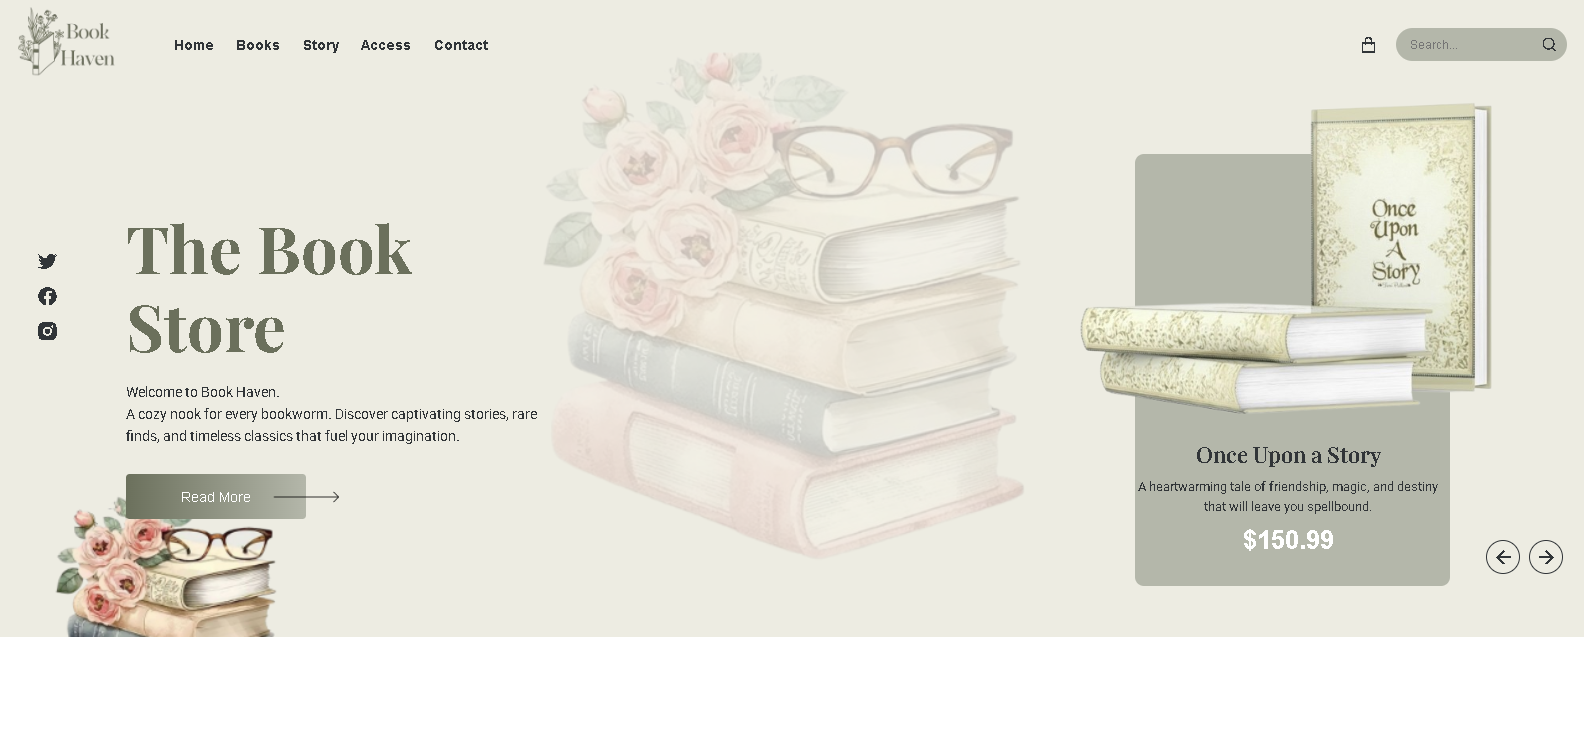 Book
Haven
Home
Books
Story
Access
Contact
Search...
The Book
Store
Welcome to Book Haven.
A cozy nook for every bookworm. Discover captivating stories, rare
finds, and timeless classics that fuel your imagination.
Read More
Once
Upon
A
Story
Once Upon a Story
A heartwarming tale of friendship, magic, and destiny
that will leave you spellbound.
$150.99